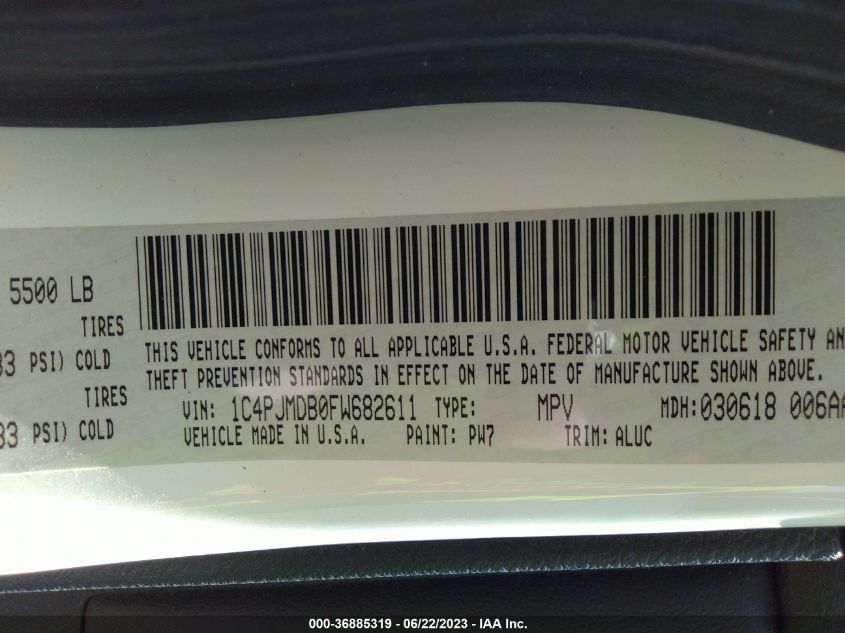 5500 LB
TIRES
33 PSI) COLD
TIRES
33 PSI) COLD
THIS VEHICLE CONFORMS TO ALL APPLICABLE U.S.A. FEDERAL MOTOR VEHICLE SAFETY AN
THEFT PREVENTION STANDARDS IN EFFECT ON THE DATE OF MANUFACTURE SHOWN ABOVE.
VIN: 1C4PJMDB0FW682611 TYPE: MPV MDH: 030618 006AA
VEHICLE MADE IN U.S.A. PAINT: PW7 TRIM: ALUC
000-36885319 - 06/22/2023 - IAA Inc.